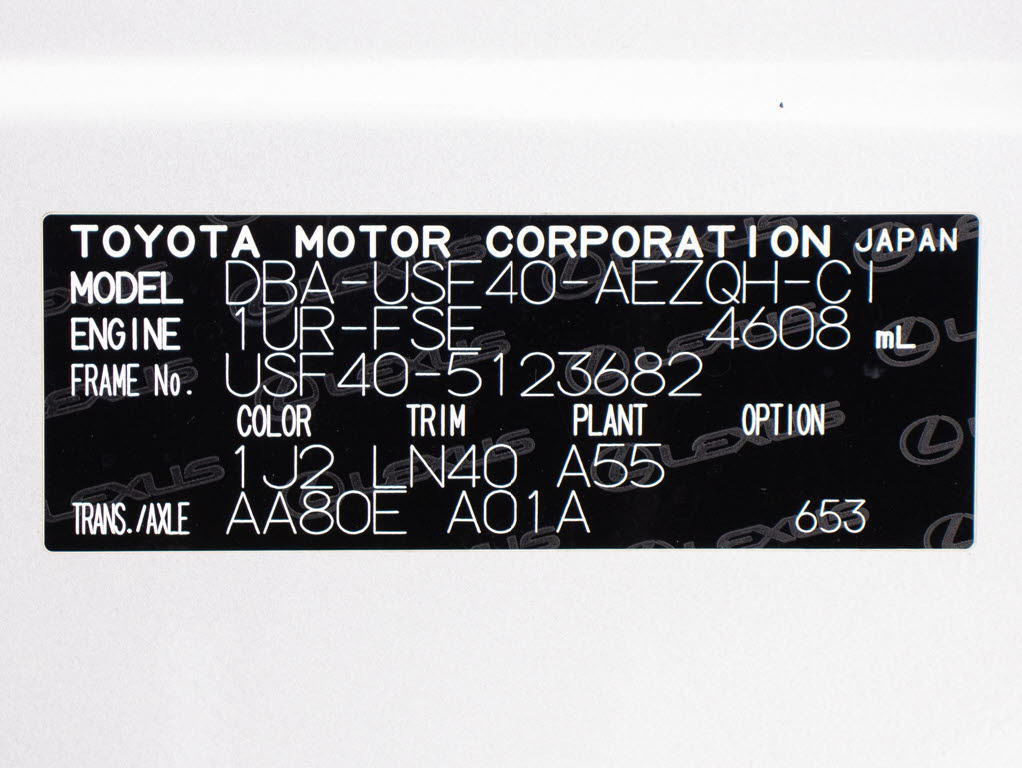 TOYOTA MOTOR CORPORATION JAPAN
MODEL DBA-USF40-AEZQH-C1
ENGINE 1UR-FSE 4608 mL
FRAME No. USF40-5123682
COLOR TRIM PLANT OPTION
1J2 LN40 A55
TRANS./AXLE AA80E A01A 653